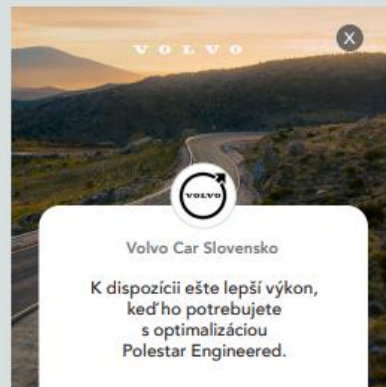 VOLVO
X
VOLVO
Volvo Car Slovensko
K dispozícii ešte lepší výkon,
keď ho potrebujete
s optimalizáciou
Polestar Engineered.